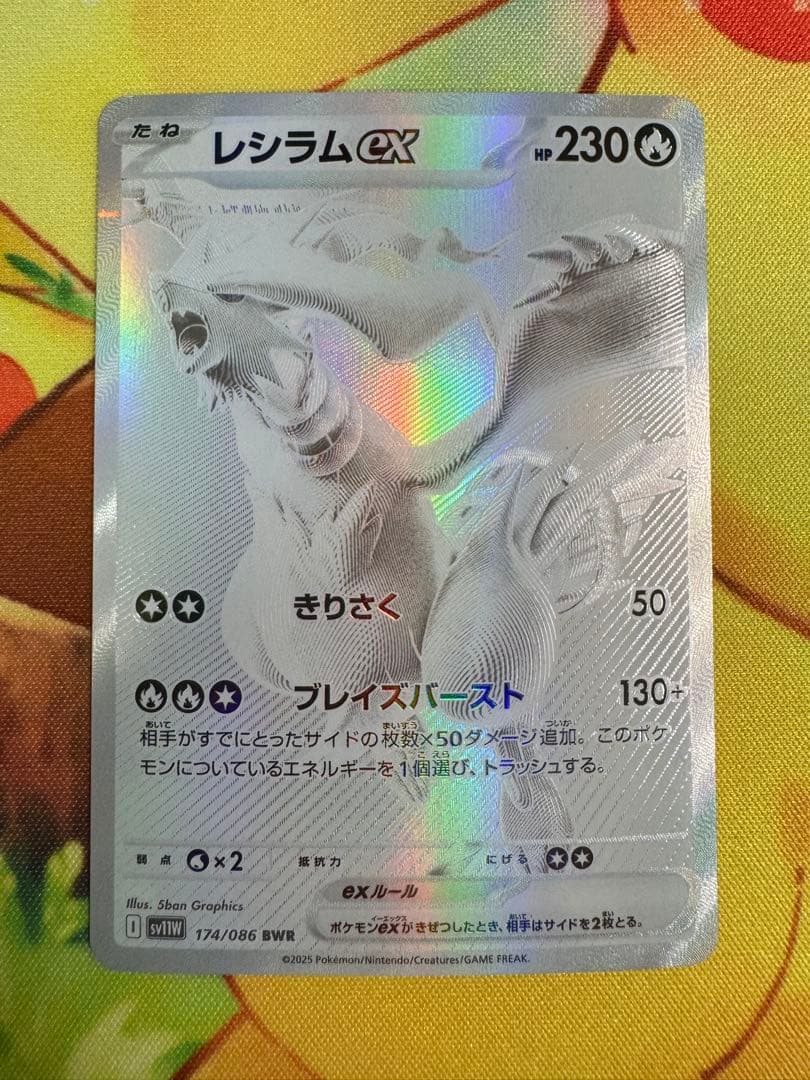 たね
レシラムex
HP 230
きりさく 50
ブレイズバースト 130+
相手がすでにとったサイドの枚数×50ダメージ追加。このポケ
モンについているエネルギーを1個選び、トラッシュする。
弱点 ×2 抵抗力 にげる
Illus. 5ban Graphics
exルール
I sv11W 174/086 BWR
ポケモンexがきぜつしたとき、相手はサイドを2枚とる。
©2025 Pokémon/Nintendo/Creatures/GAME FREAK.